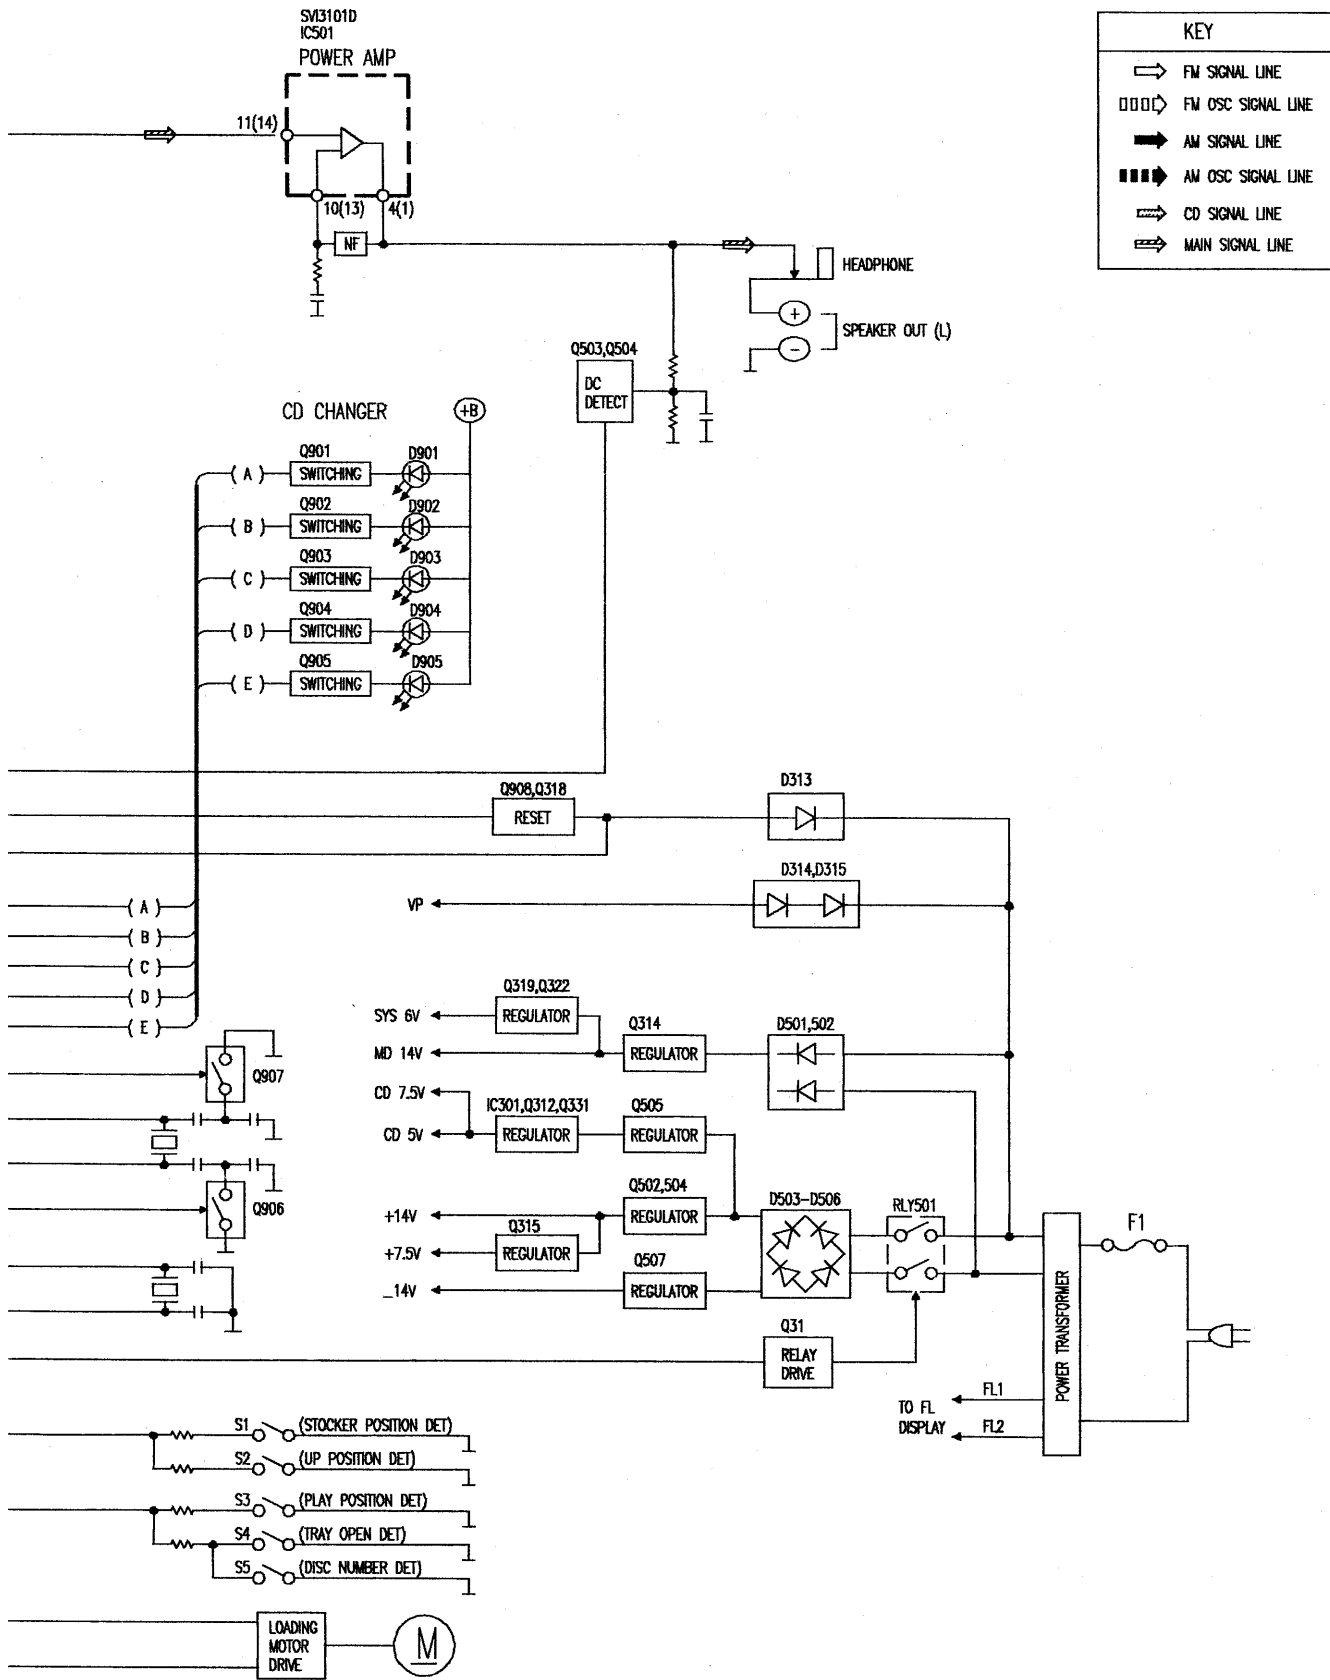 SVI3101D
IC501
POWER AMP
11(14)
10(13)
4(1)
NF
KEY
FM SIGNAL LINE
FM OSC SIGNAL LINE
AM SIGNAL LINE
AM OSC SIGNAL LINE
CD SIGNAL LINE
MAIN SIGNAL LINE
HEADPHONE
+
SPEAKER OUT (L)
−
Q503,Q504
DC
DETECT
CD CHANGER
+B
Q901
D901
(A)
SWITCHING
Q902
D902
(B)
SWITCHING
Q903
D903
(C)
SWITCHING
Q904
D904
(D)
SWITCHING
Q905
D905
(E)
SWITCHING
D313
Q908,Q318
RESET
D314,D315
VP
(A)
(B)
(C)
(D)
(E)
Q319,Q322
SYS 6V
REGULATOR
Q314
D501,502
MD 14V
REGULATOR
Q907
CD 7.5V
IC301,Q312,Q331
Q505
CD 5V
REGULATOR
REGULATOR
Q906
Q502,504
D503-D506
RLY501
+14V
REGULATOR
Q315
+7.5V
REGULATOR
Q507
_14V
REGULATOR
F1
POWER TRANSFORMER
Q31
RELAY
DRIVE
TO FL
DISPLAY
FL1
FL2
S1 (STOCKER POSITION DET)
S2 (UP POSITION DET)
S3 (PLAY POSITION DET)
S4 (TRAY OPEN DET)
S5 (DISC NUMBER DET)
LOADING
MOTOR
DRIVE
M